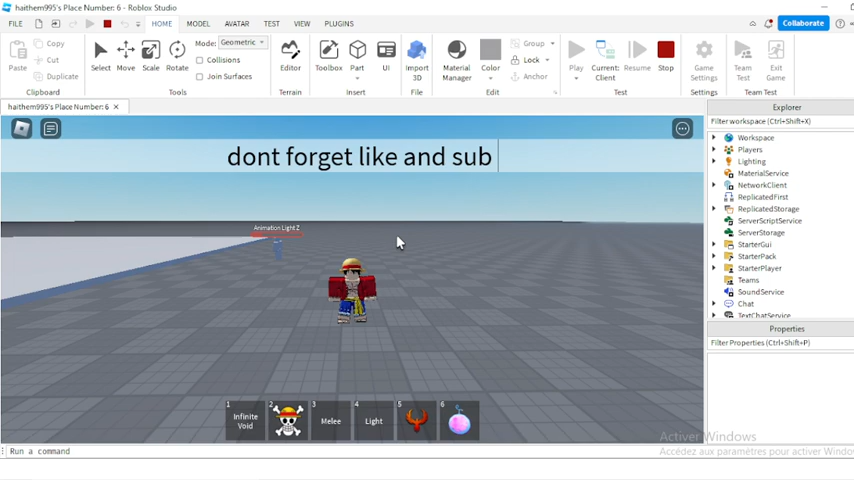 haithem995's Place Number: 6 - Roblox Studio
FILE HOME MODEL AVATAR TEST VIEW PLUGINS Collaborate
Paste Copy Cut Duplicate
Select Move Scale Rotate
Mode: Geometric
Collisions
Join Surfaces
Tools
Editor
Terrain
Toolbox Part UI
Insert
Import 3D
File
Material Manager
Color
Group
Lock
Anchor
Edit
Play Current: Client Resume Stop
Test
Game Settings
Settings
Team Test
Exit Game
Team Test
haithem995's Place Number: 6
dont forget like and sub
Animation Light Z
1 Infinite Void
2
3 Melee
4 Light
5
6
Explorer
Filter workspace (Ctrl+Shift+X)
Workspace
Players
Lighting
MaterialService
NetworkClient
ReplicatedFirst
ReplicatedStorage
ServerScriptService
ServerStorage
StarterGui
StarterPack
StarterPlayer
Teams
SoundService
Chat
TextChatService
Properties
Filter Properties (Ctrl+Shift+P)
Activer Windows
Accédez aux paramètres pour activer Windo
Run a command